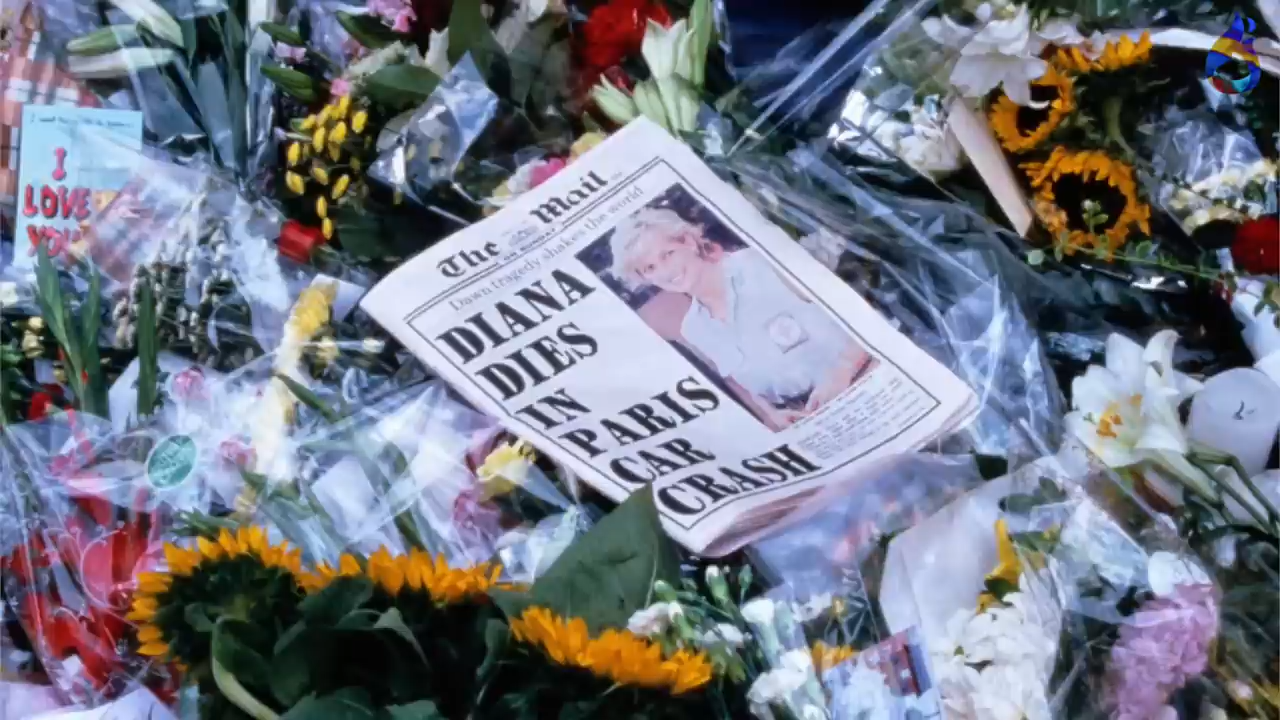 I
LOVE
YOU
The Mail
ON SUNDAY
Dawn tragedy shakes the world
DIANA
DIES
IN
PARIS
CAR
CRASH